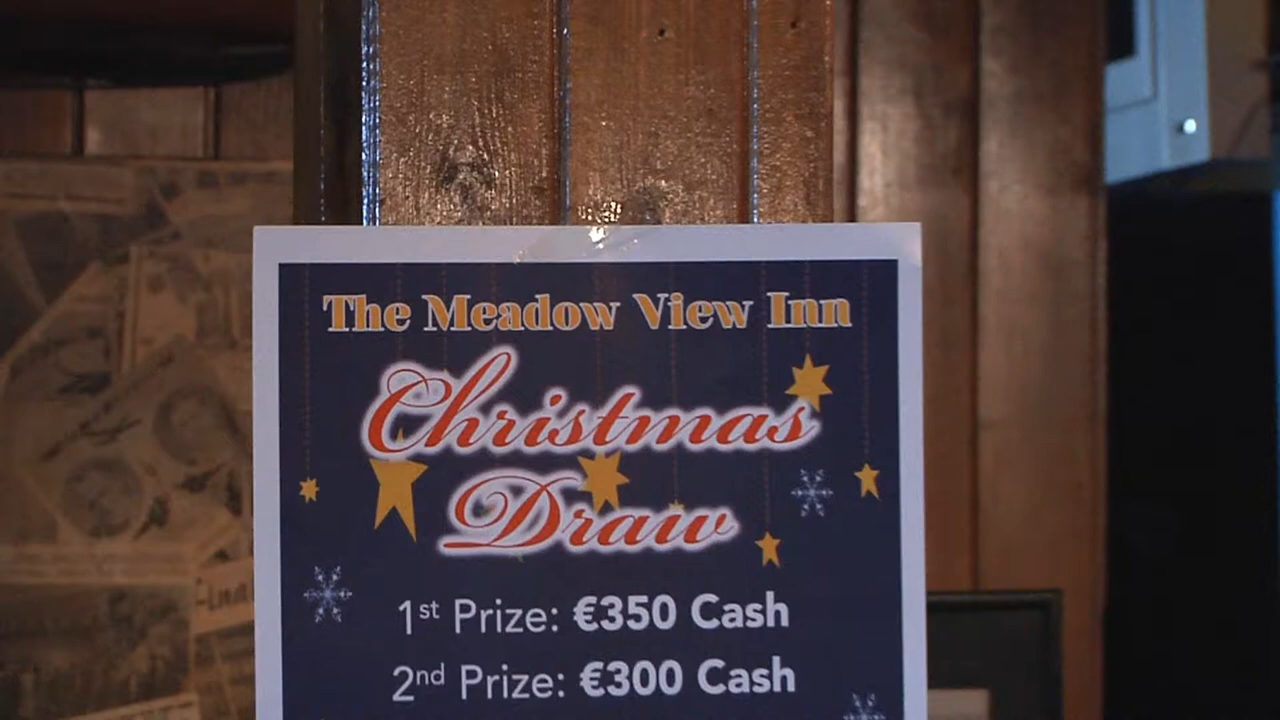 The Meadow View Inn
Christmas
Draw
1st Prize: €350 Cash
2nd Prize: €300 Cash